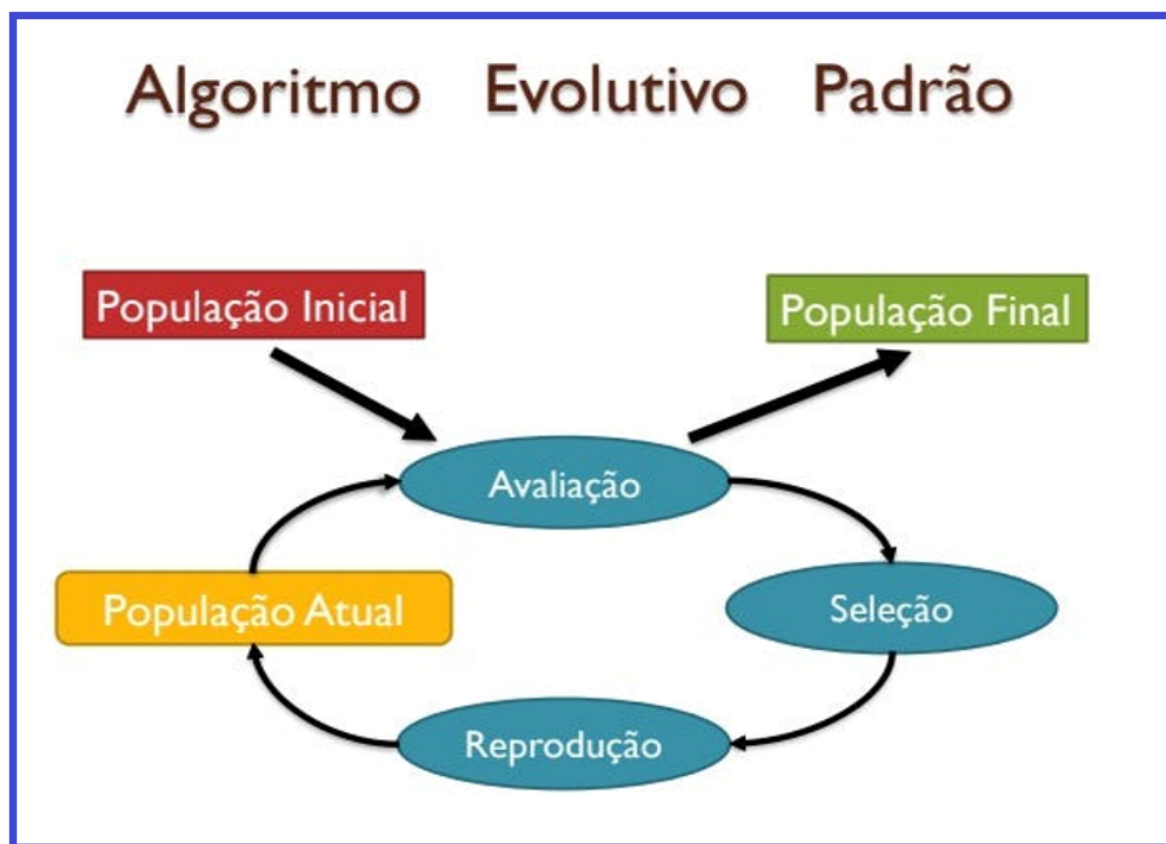 Algoritmo Evolutivo Padrão
População Inicial
População Final
Avaliação
População Atual
Seleção
Reprodução